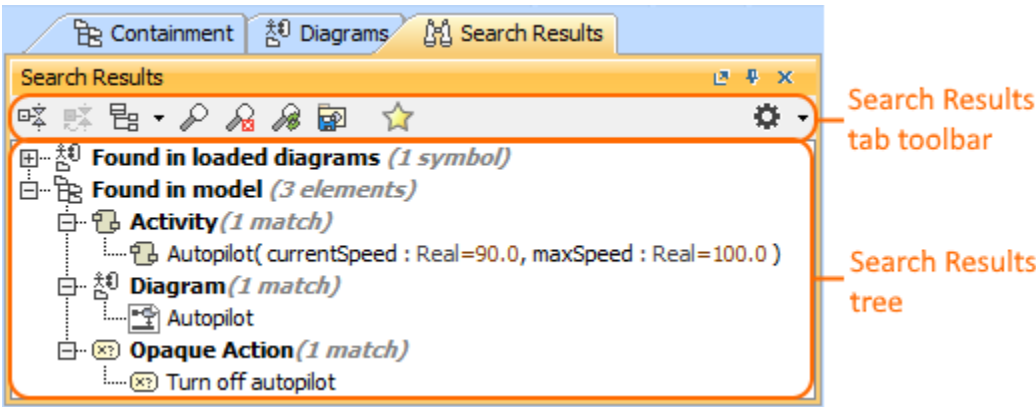 Containment Diagrams Search Results
Search Results
Search Results
tab toolbar
Found in loaded diagrams (1 symbol)
Found in model (3 elements)
Activity (1 match)
Autopilot( currentSpeed : Real=90.0, maxSpeed : Real=100.0 )
Diagram (1 match)
Autopilot
Opaque Action (1 match)
Turn off autopilot
Search Results
tree